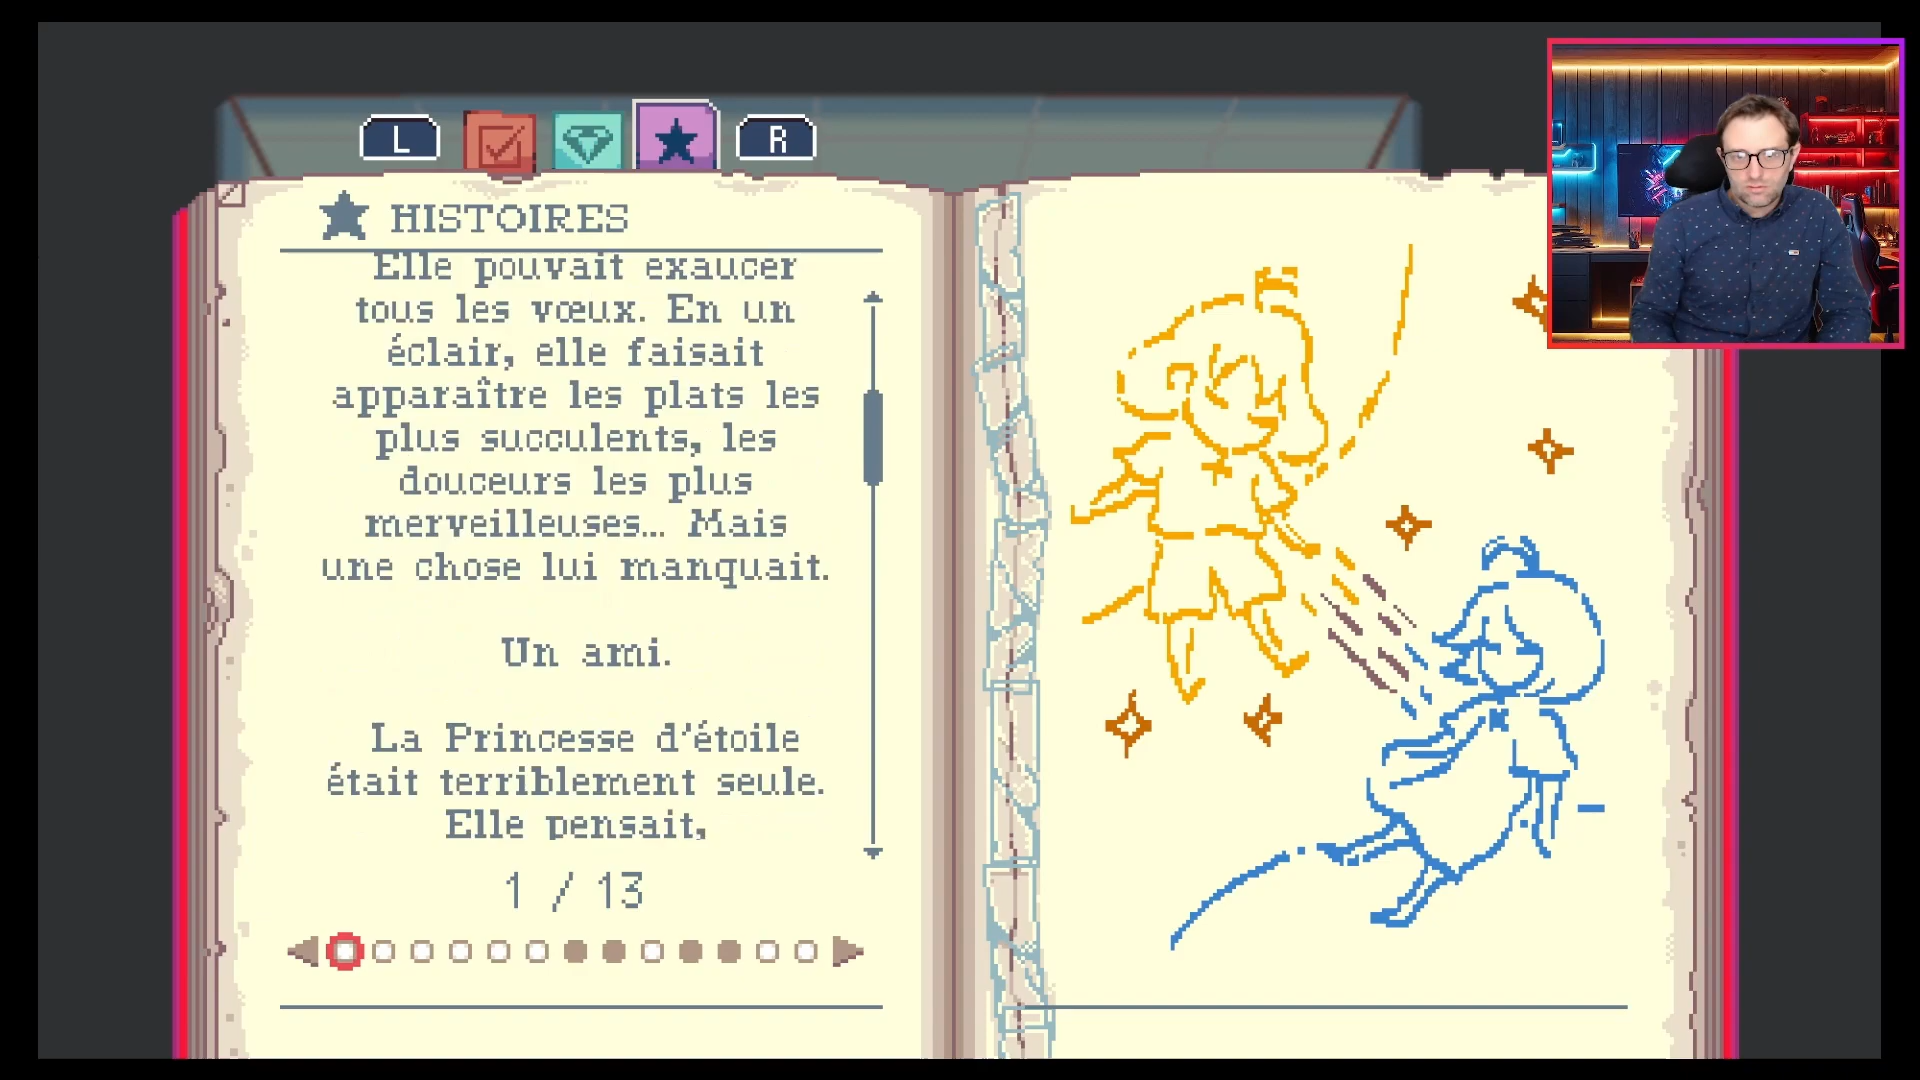 L
R
HISTOIRES
Elle pouvait exaucer
tous les vœux. En un
éclair, elle faisait
apparaître les plats les
plus succulents, les
douceurs les plus
merveilleuses... Mais
une chose lui manquait.
Un ami.
La Princesse d'étoile
était terriblement seule.
Elle pensait,
1 / 13